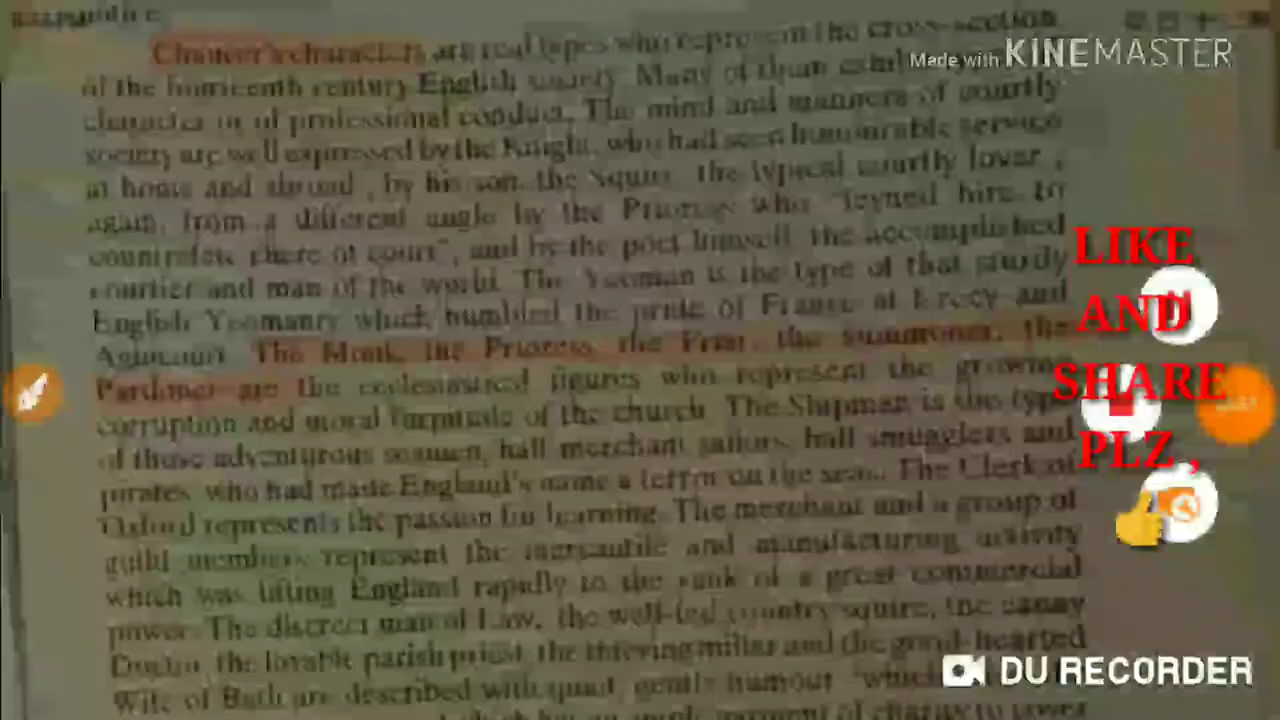 Chaucer's characters are real types who represent the cross-section
of the fourteenth century English society. Many of them
character or of professional conduct. The mind and manners of courtly
society are well expressed by the Knight, who had seen honourable service
at home and abroad, by his son, the Squire, the typical courtly lover;
again, from a different angle by the Prioress who "peyned hire to
countrefete chere of court", and by the poet himself, the accomplished
courtier and man of the world. The Yeoman is the type of that sturdy
English Yeomanry which humbled the pride of France at Crecy and
Agincourt. The Monk, the Prioress, the Friar, the summoner, the
Pardoner are the ecclesiastical figures who represent the growing
corruption and moral turpitude of the church. The Shipman is the type
of those adventurous seamen, half merchant sailors, half smugglers and
pirates, who had made England's name a terror on the seas. The Clerk of
Oxford represents the passion for learning. The merchant and a group of
guild members represent the mercantile and manufacturing activity
which was lifting England rapidly to the rank of a great commercial
power. The discreet man of Law, the well-fed country squire, the canny
Doctor, the lovable parish priest, the thieving miller and the good-hearted
Wife of Bath are described with quiet, gentle humour "which
of charity to cover
Made with KINEMASTER
LIKE
AND
SHARE
PLZ ,
DU RECORDER